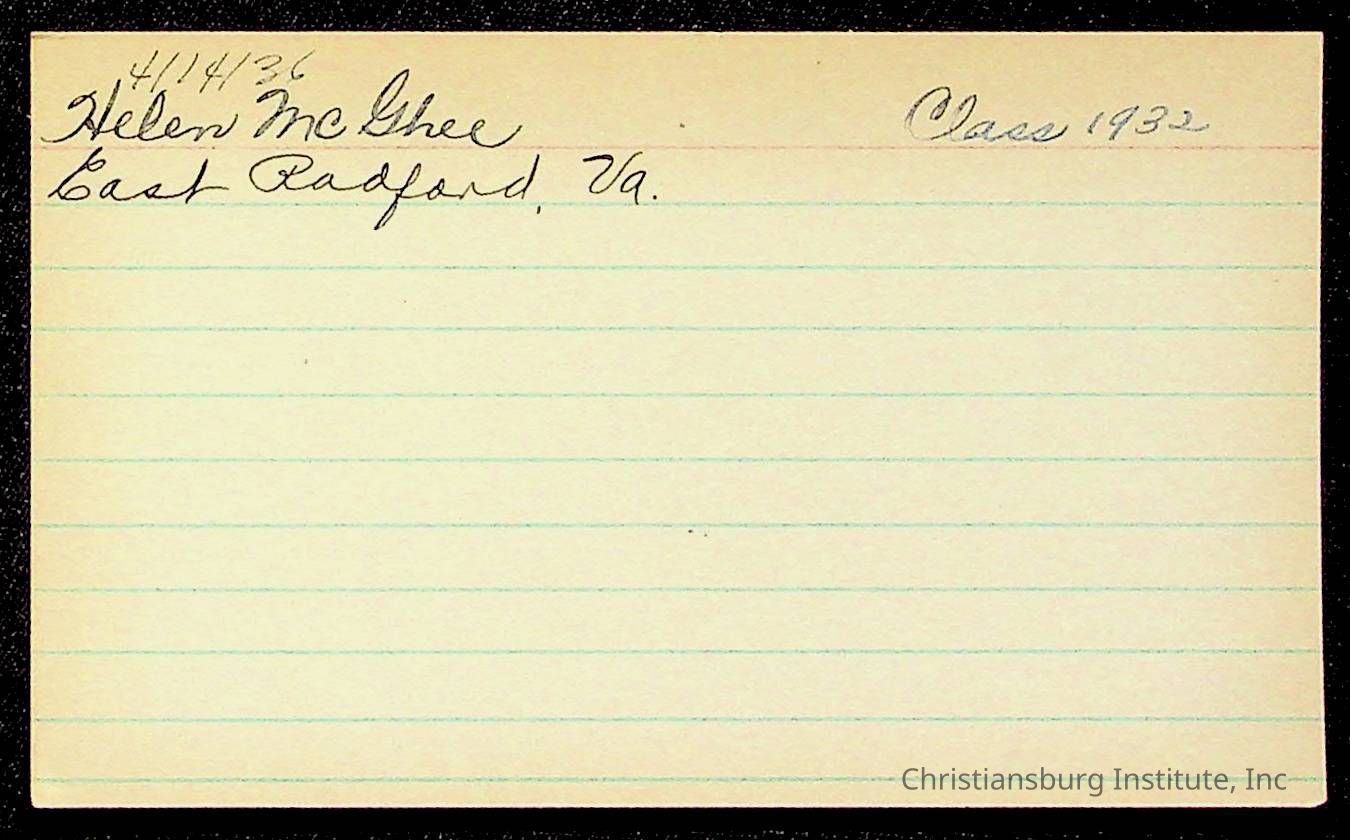 4/14/36
Helen McGhee Class 1932
East Radford, Va.
Christiansburg Institute, Inc